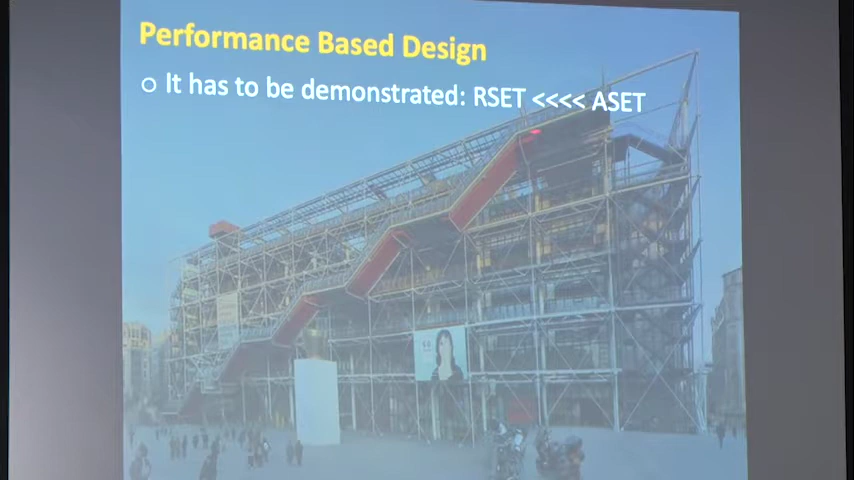 Performance Based Design
○ It has to be demonstrated: RSET <<<< ASET